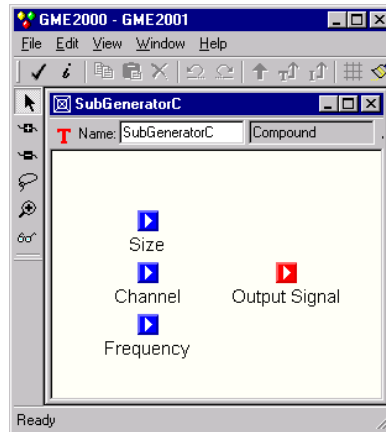 GME2000 - GME2001
File Edit View Window Help
SubGeneratorC
T Name: SubGeneratorC Compound
Size
Channel Output Signal
Frequency
Ready